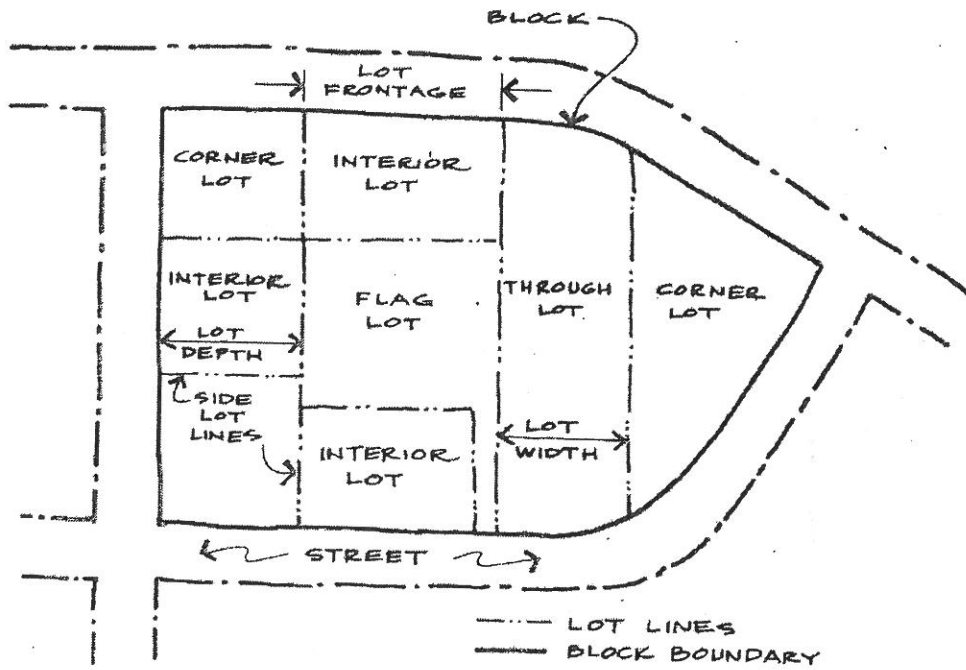 BLOCK
LOT
FRONTAGE
CORNER
LOT
INTERIOR
LOT
INTERIOR
LOT
FLAG
LOT
THROUGH
LOT
CORNER
LOT
LOT
DEPTH
SIDE
LOT
LINES
INTERIOR
LOT
LOT
WIDTH
STREET
LOT LINES
BLOCK BOUNDARY